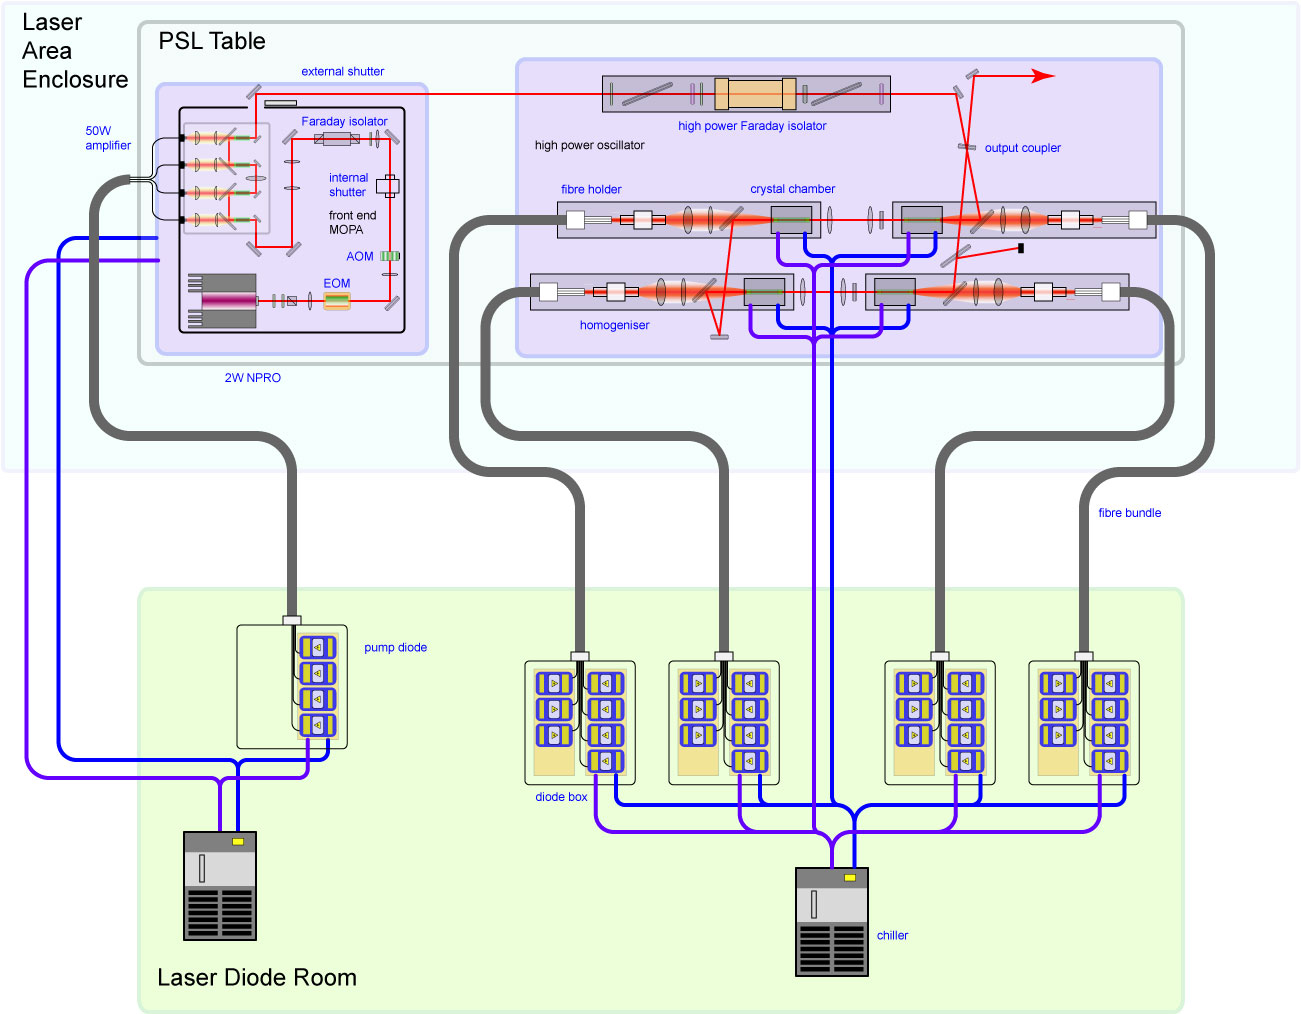 Laser
Area
Enclosure
PSL Table
external shutter
50W
amplifier
Faraday isolator
internal
shutter
front end
MOPA
AOM
EOM
2W NPRO
high power Faraday isolator
high power oscillator
output coupler
fibre holder
crystal chamber
homogeniser
fibre bundle
pump diode
diode box
chiller
Laser Diode Room